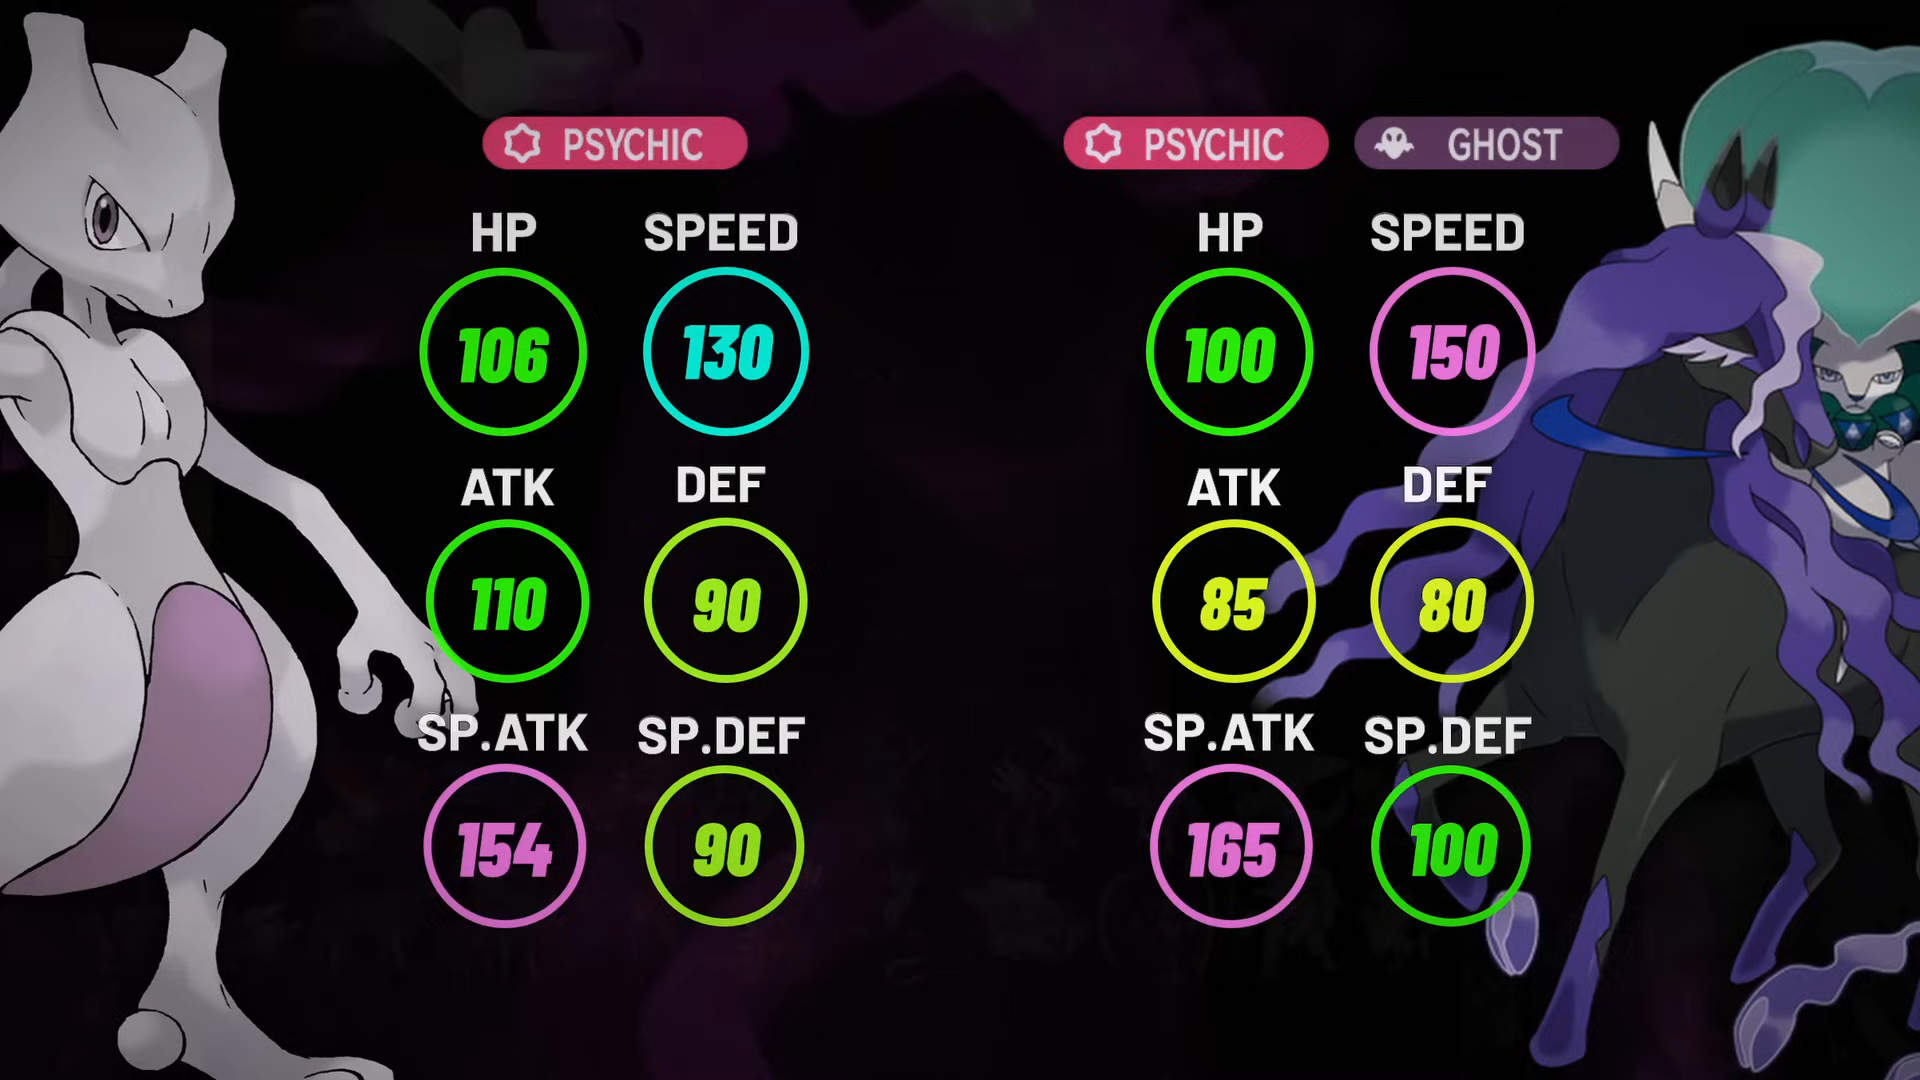 PSYCHIC
HP SPEED
106 130
ATK DEF
110 90
SP.ATK SP.DEF
154 90
PSYCHIC GHOST
HP SPEED
100 150
ATK DEF
85 80
SP.ATK SP.DEF
165 100